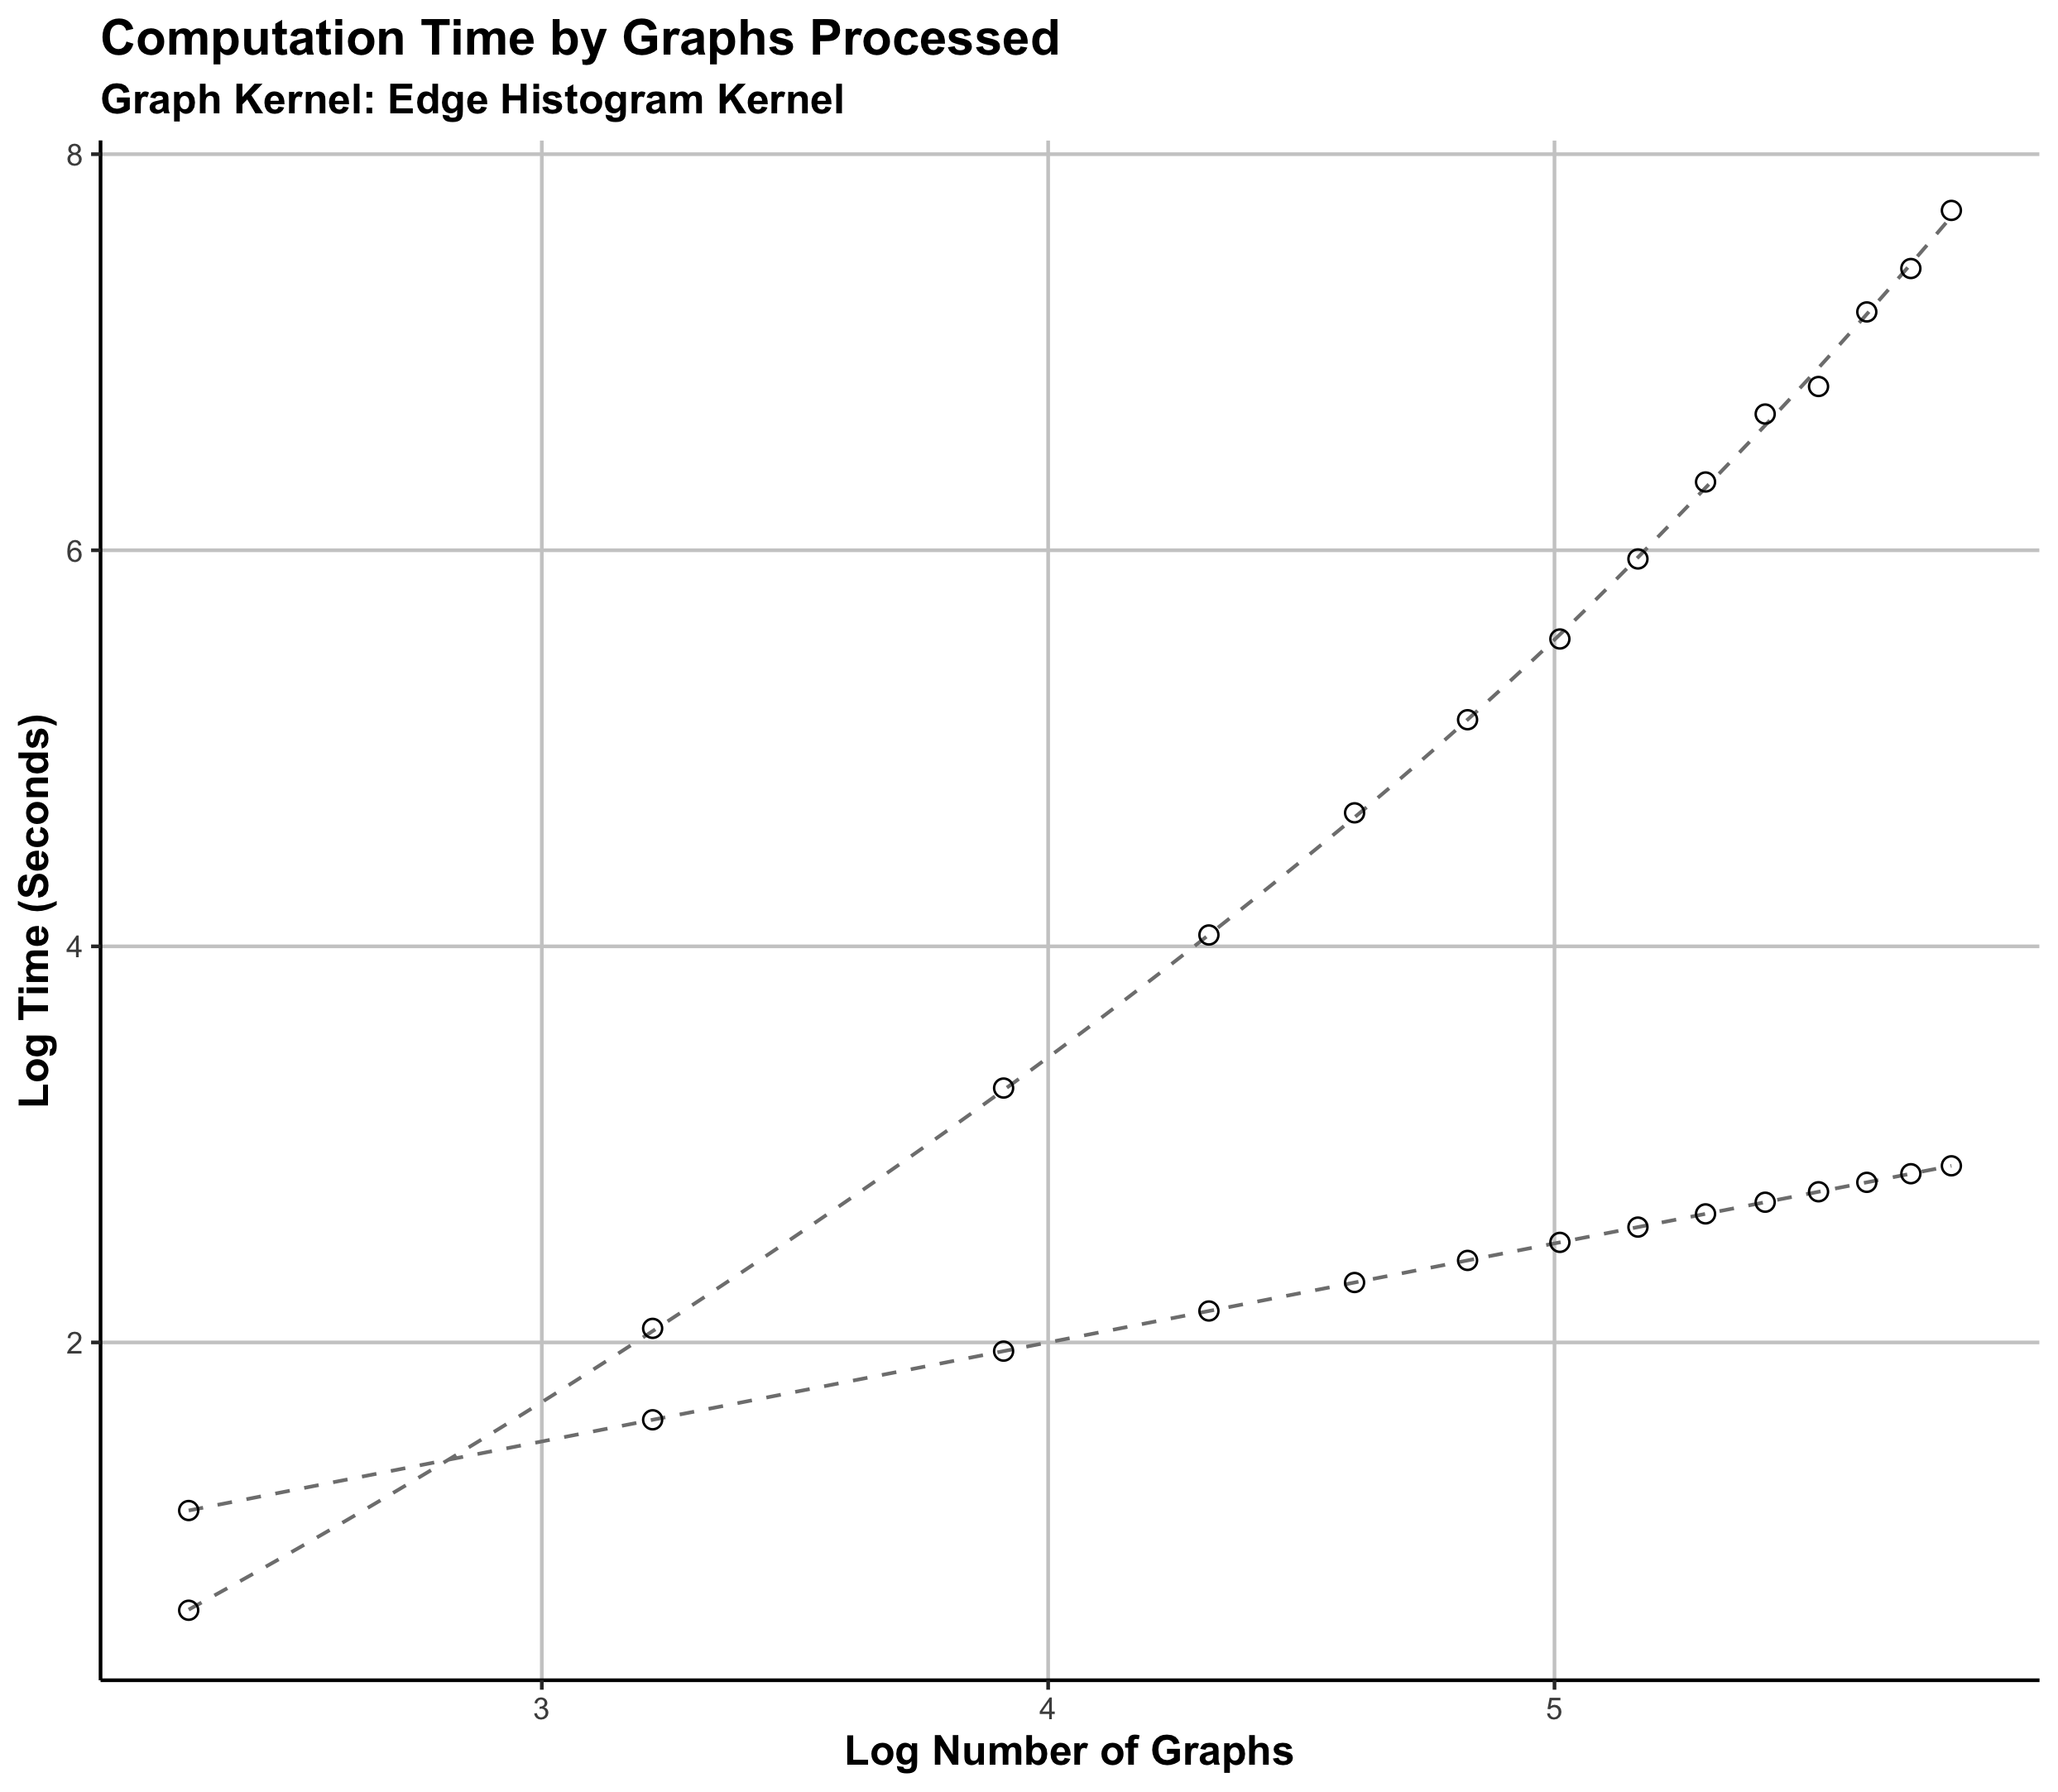 Computation Time by Graphs Processed
Graph Kernel: Edge Histogram Kernel
8
6
4
2
Log Time (Seconds)
3 4 5
Log Number of Graphs